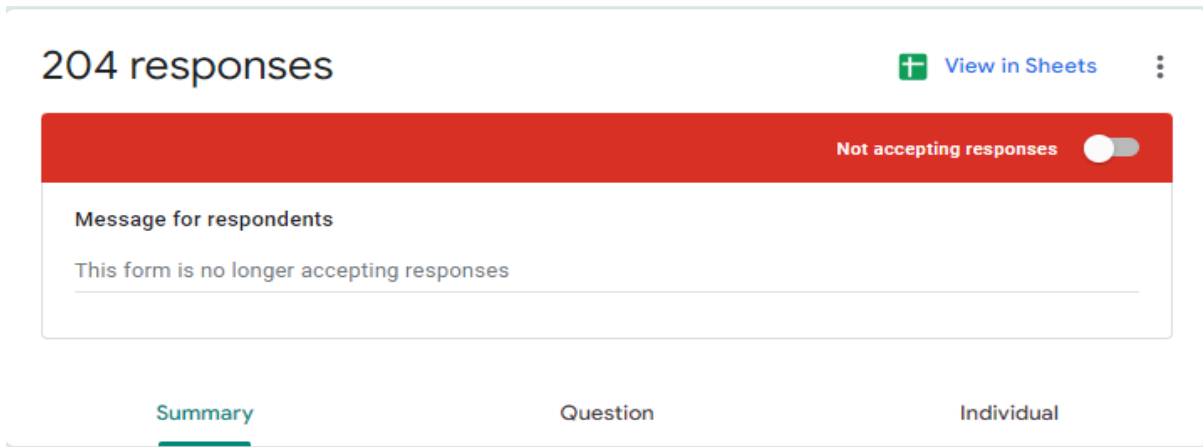 204 responses
View in Sheets
Not accepting responses
Message for respondents
This form is no longer accepting responses
Summary
Question
Individual